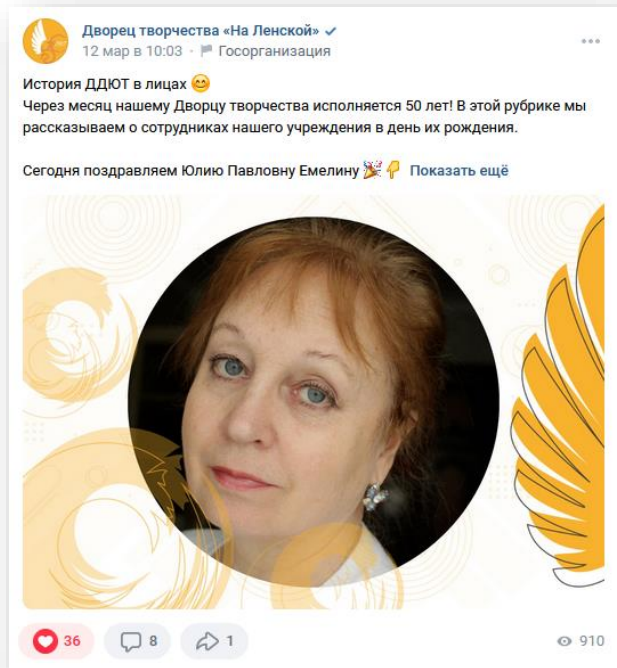 Дворец творчества «На Ленской»
12 мар в 10:03 · Госорганизация
История ДДЮТ в лицах 😊
Через месяц нашему Дворцу творчества исполняется 50 лет! В этой рубрике мы
рассказываем о сотрудниках нашего учреждения в день их рождения.
Сегодня поздравляем Юлию Павловну Емелину 🎉👇 Показать ещё
36 8 1 910